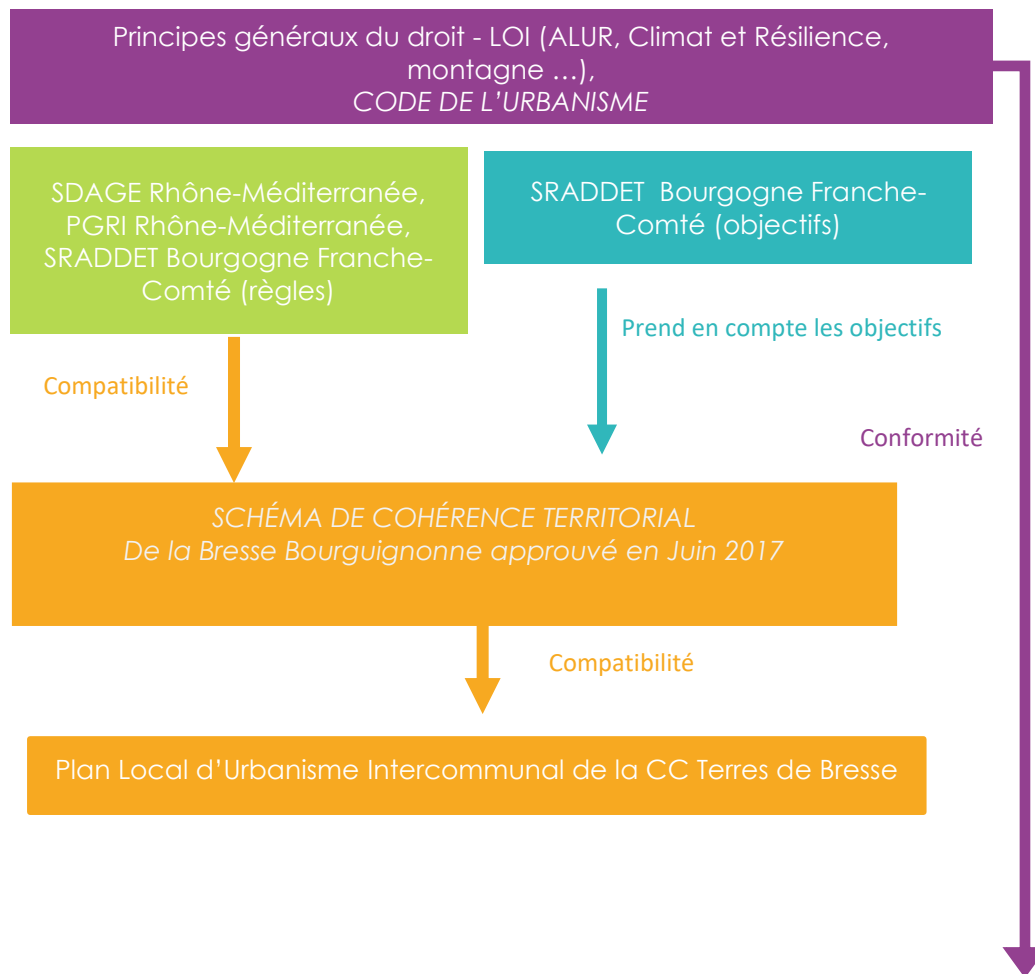 Principes généraux du droit - LOI (ALUR, Climat et Résilience,
montagne …),
CODE DE L’URBANISME
SDAGE Rhône-Méditerranée,
PGRI Rhône-Méditerranée,
SRADDET Bourgogne Franche-
Comté (règles)
SRADDET Bourgogne Franche-
Comté (objectifs)
Prend en compte les objectifs
Compatibilité
Conformité
SCHÉMA DE COHÉRENCE TERRITORIAL
De la Bresse Bourguignonne approuvé en Juin 2017
Compatibilité
Plan Local d’Urbanisme Intercommunal de la CC Terres de Bresse